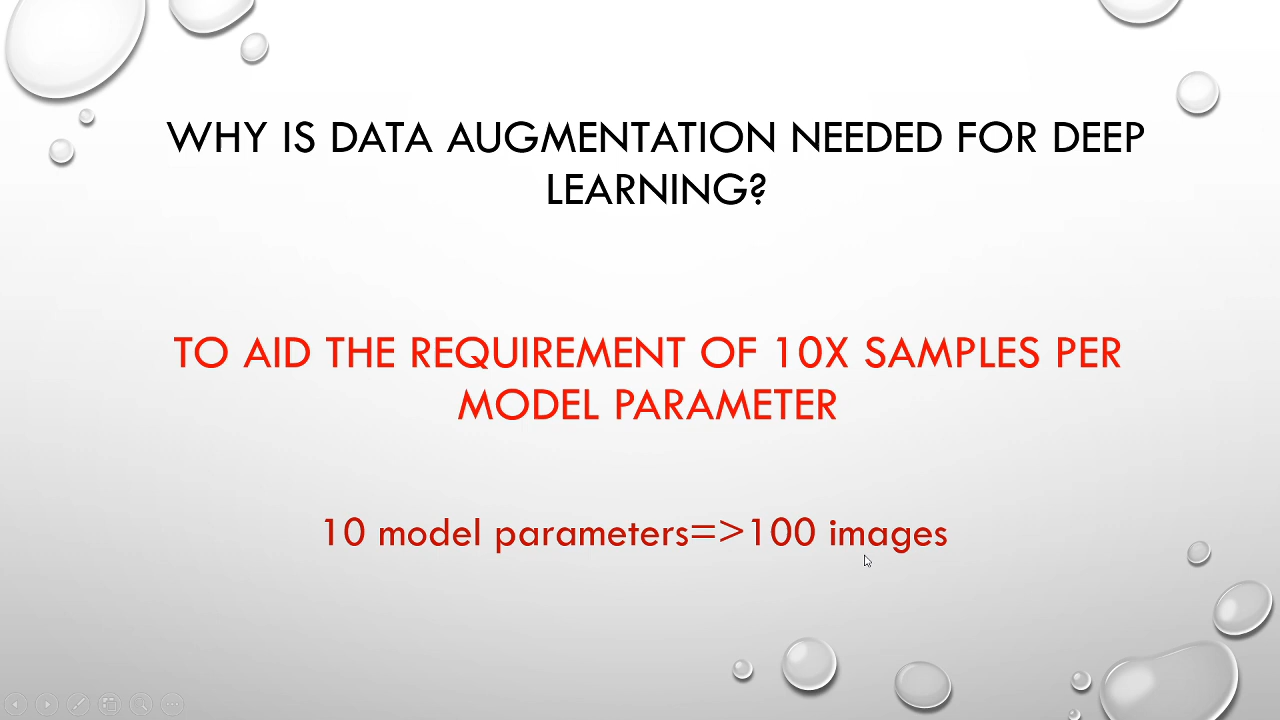 WHY IS DATA AUGMENTATION NEEDED FOR DEEP
LEARNING?
TO AID THE REQUIREMENT OF 10X SAMPLES PER
MODEL PARAMETER
10 model parameters=>100 images